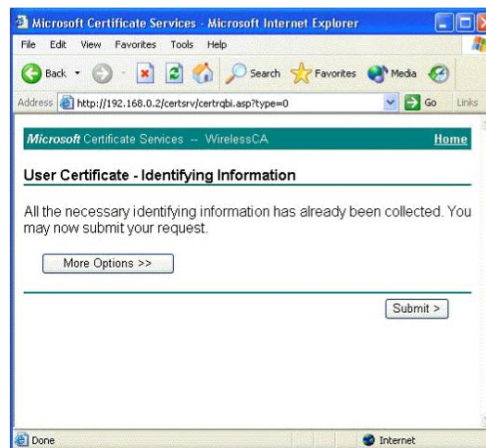 Microsoft Certificate Services - Microsoft Internet Explorer
File Edit View Favorites Tools Help
Back Search Favorites Media
Address http://192.168.0.2/certsrv/certrqbi.asp?type=0 Go Links
Microsoft Certificate Services -- WirelessCA Home
User Certificate - Identifying Information
All the necessary identifying information has already been collected. You
may now submit your request.
More Options >>
Submit >
Done Internet